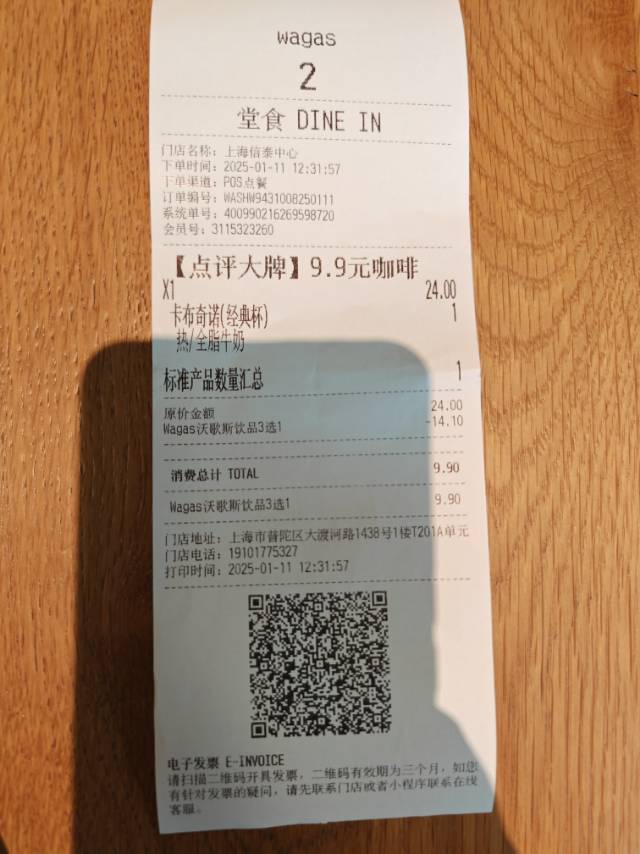 wagas
2
堂食 DINE IN
门店名称: 上海信泰中心
下单时间: 2025-01-11 12:31:57
下单渠道: POS点餐
订单编号: WASHW9431008250111
系统单号: 400990216269598720
会员号: 3115323260
【点评大牌】9.9元咖啡
X1 24.00
卡布奇诺(经典杯) 1
热/全脂牛奶
标准产品数量汇总 1
原价金额 24.00
Wagas沃歌斯饮品3选1 -14.10
消费总计 TOTAL 9.90
Wagas沃歌斯饮品3选1 9.90
门店地址: 上海市普陀区大渡河路1438号1楼T201A单元
门店电话: 19101775327
打印时间: 2025-01-11 12:31:57
电子发票 E-INVOICE
请扫描二维码开具发票，二维码有效期为三个月，如您
有针对发票的疑问，请先联系门店或者小程序联系在线
客服。